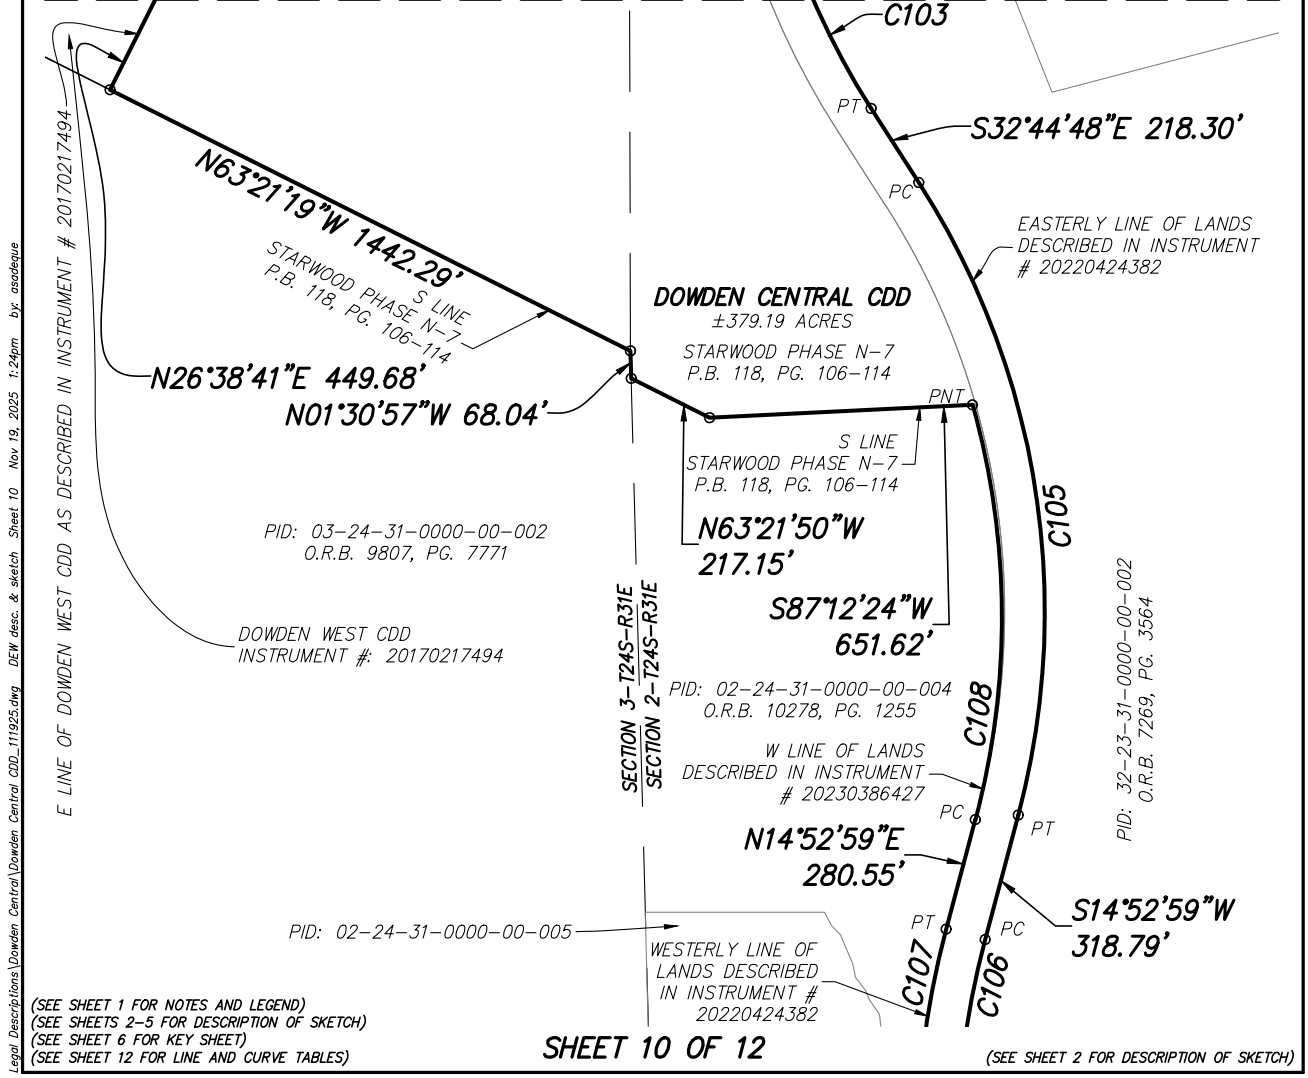 C103
PT
S32°44'48"E 218.30'
PC
EASTERLY LINE OF LANDS
DESCRIBED IN INSTRUMENT
# 20220424382
N63°21'19"W 1442.29'
S LINE
STARWOOD PHASE N-7
P.B. 118, PG. 106-114
DOWDEN CENTRAL CDD
±379.19 ACRES
STARWOOD PHASE N-7
P.B. 118, PG. 106-114
N26°38'41"E 449.68'
N01°30'57"W 68.04'
PNT
S LINE
STARWOOD PHASE N-7
P.B. 118, PG. 106-114
E LINE OF DOWDEN WEST CDD AS DESCRIBED IN INSTRUMENT # 20170217494
C105
PID: 03-24-31-0000-00-002
O.R.B. 9807, PG. 7771
N63°21'50"W
217.15'
S87°12'24"W
651.62'
DOWDEN WEST CDD
INSTRUMENT #: 20170217494
SECTION 3-T24S-R31E
SECTION 2-T24S-R31E
PID: 02-24-31-0000-00-004
O.R.B. 10278, PG. 1255
C108
PID: 32-23-31-0000-00-002
O.R.B. 7269, PG. 3564
W LINE OF LANDS
DESCRIBED IN INSTRUMENT
# 20230386427
PC
PT
N14°52'59"E
280.55'
S14°52'59"W
318.79'
PT
PC
PID: 02-24-31-0000-00-005
WESTERLY LINE OF
LANDS DESCRIBED
IN INSTRUMENT #
20220424382
C107
C106
(SEE SHEET 1 FOR NOTES AND LEGEND)
(SEE SHEETS 2-5 FOR DESCRIPTION OF SKETCH)
(SEE SHEET 6 FOR KEY SHEET)
(SEE SHEET 12 FOR LINE AND CURVE TABLES)
SHEET 10 OF 12
(SEE SHEET 2 FOR DESCRIPTION OF SKETCH)
Legal Descriptions\Dowden Central\Dowden Central CDD_111925.dwg DEW desc. & sketch Sheet 10 Nov 19, 2025 1:24pm by: asadeque